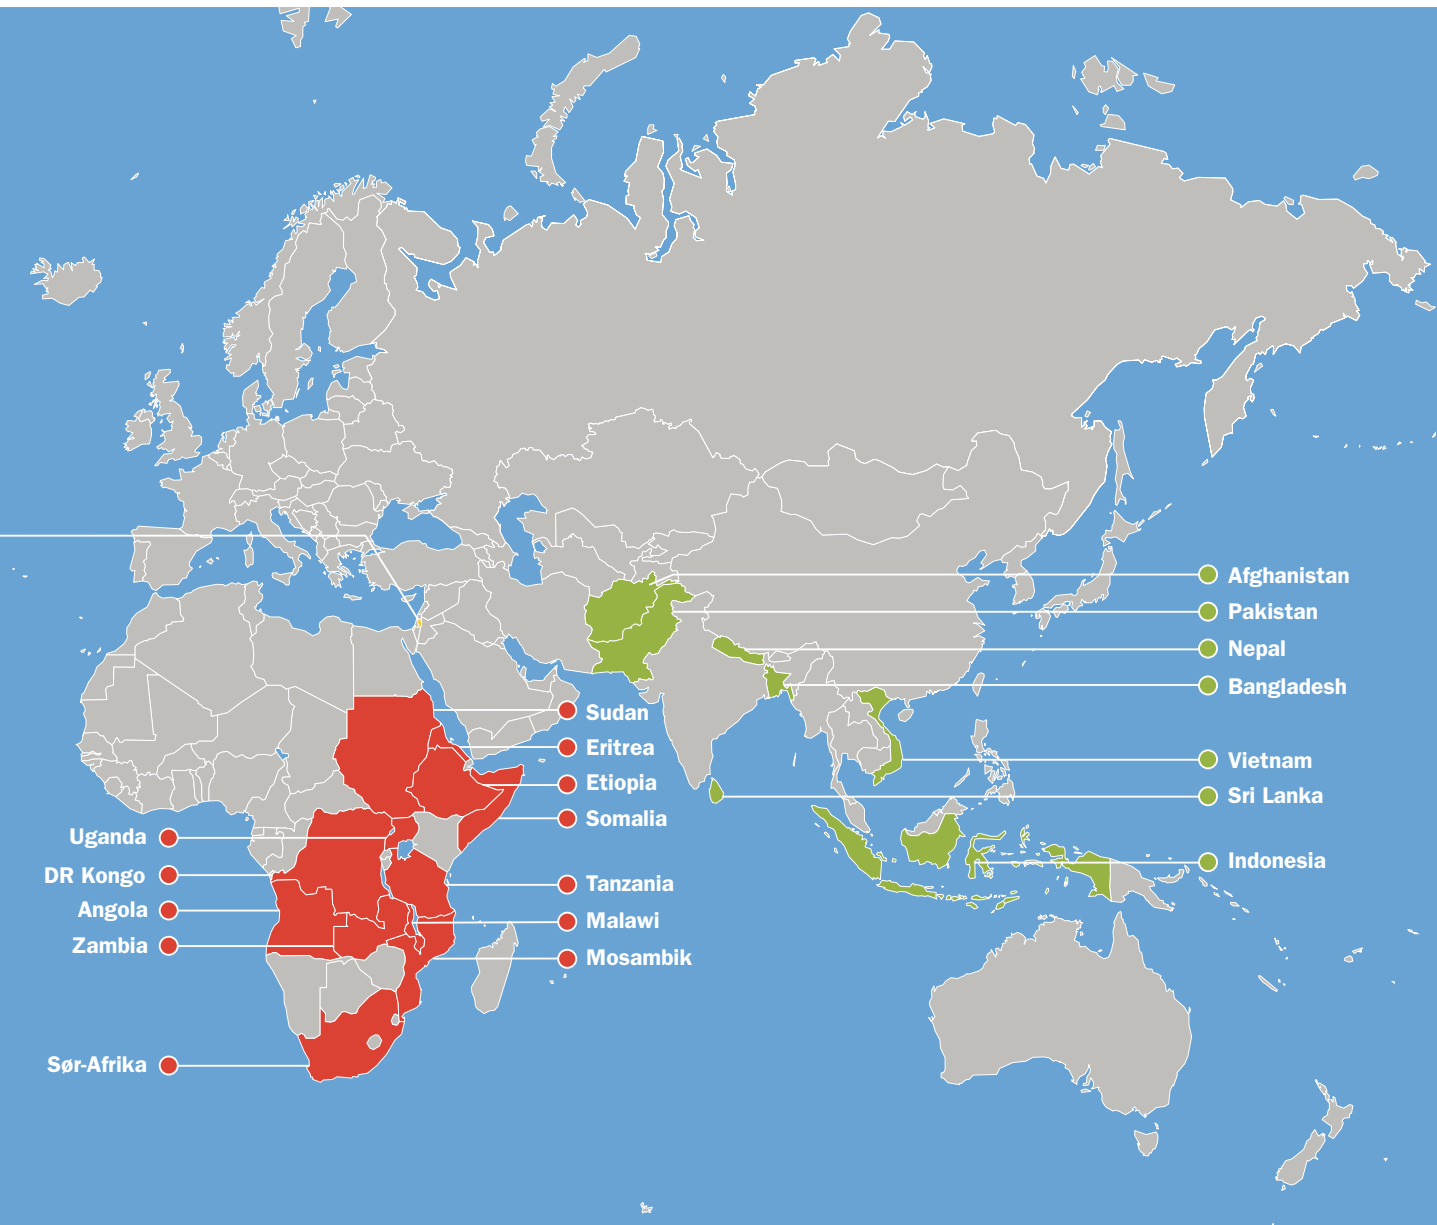 Afghanistan
Pakistan
Nepal
Bangladesh
Vietnam
Sri Lanka
Indonesia
Sudan
Eritrea
Etiopia
Somalia
Tanzania
Malawi
Mosambik
Uganda
DR Kongo
Angola
Zambia
Sør-Afrika